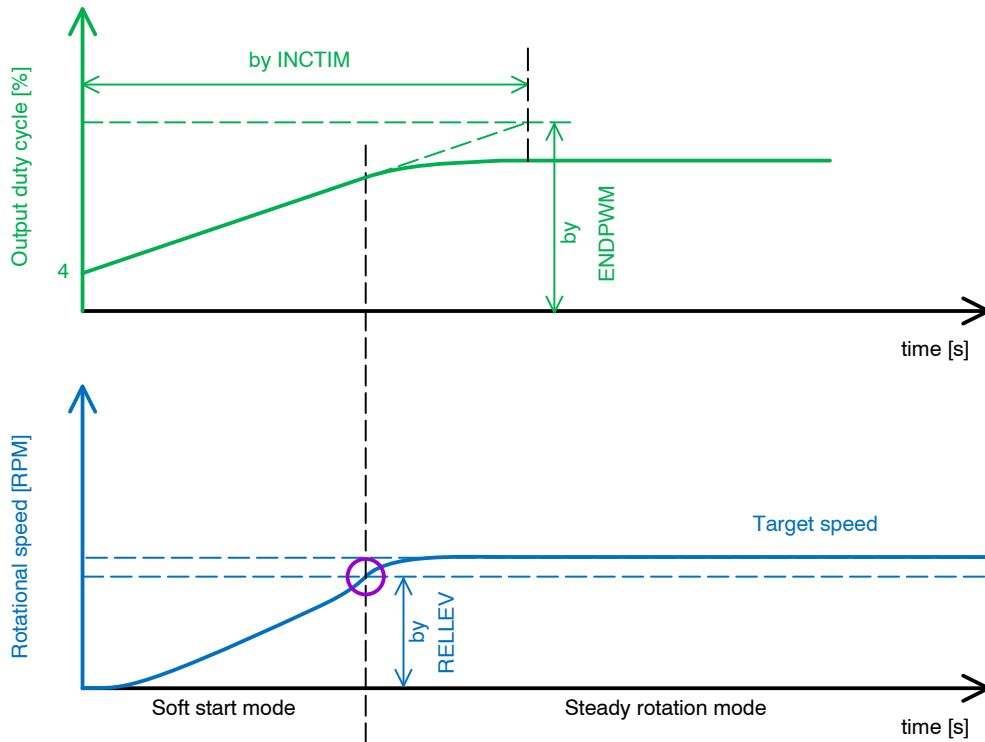 Output duty cycle [%]
by INCTIM
4
by
ENDPWM
time [s]
Rotational speed [RPM]
Target speed
by
RELLEV
Soft start mode
Steady rotation mode
time [s]